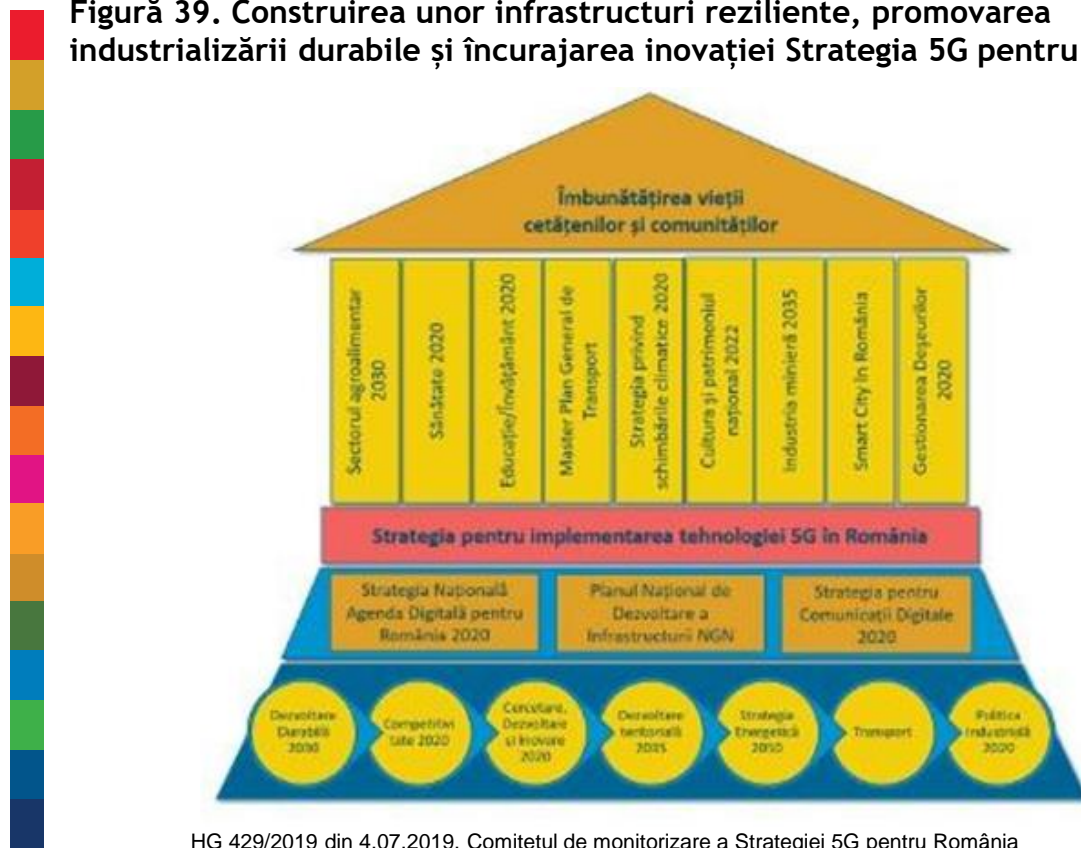 Figură 39. Construirea unor infrastructuri reziliente, promovarea
industrializării durabile și încurajarea inovației Strategia 5G pentru
Îmbunătățirea vieții
cetățenilor și comunităților
Sectorul agroalimentar
2030
Sănătate 2020
Educație/Învățământ 2020
Master Plan General de
Transport
Strategia privind
schimbările climatice 2020
Cultura și patrimoniul
național 2022
Industria minieră 2035
Smart City în România
Gestionarea Deșeurilor
2020
Strategia pentru implementarea tehnologiei 5G în România
Strategia Națională
Agenda Digitală pentru
România 2020
Planul Național de
Dezvoltare a
Infrastructurii NGN
Strategia pentru
Comunicații Digitale
2020
Dezvoltare
Durabilă
2030
Competitivi
tate 2020
Cercetare,
Dezvoltare
și Inovare
2020
Dezvoltare
teritorială
2035
Strategia
Energetică
2050
Transport
Politica
Industrială
2020
HG 429/2019 din 4.07.2019. Comitetul de monitorizare a Strategiei 5G pentru România